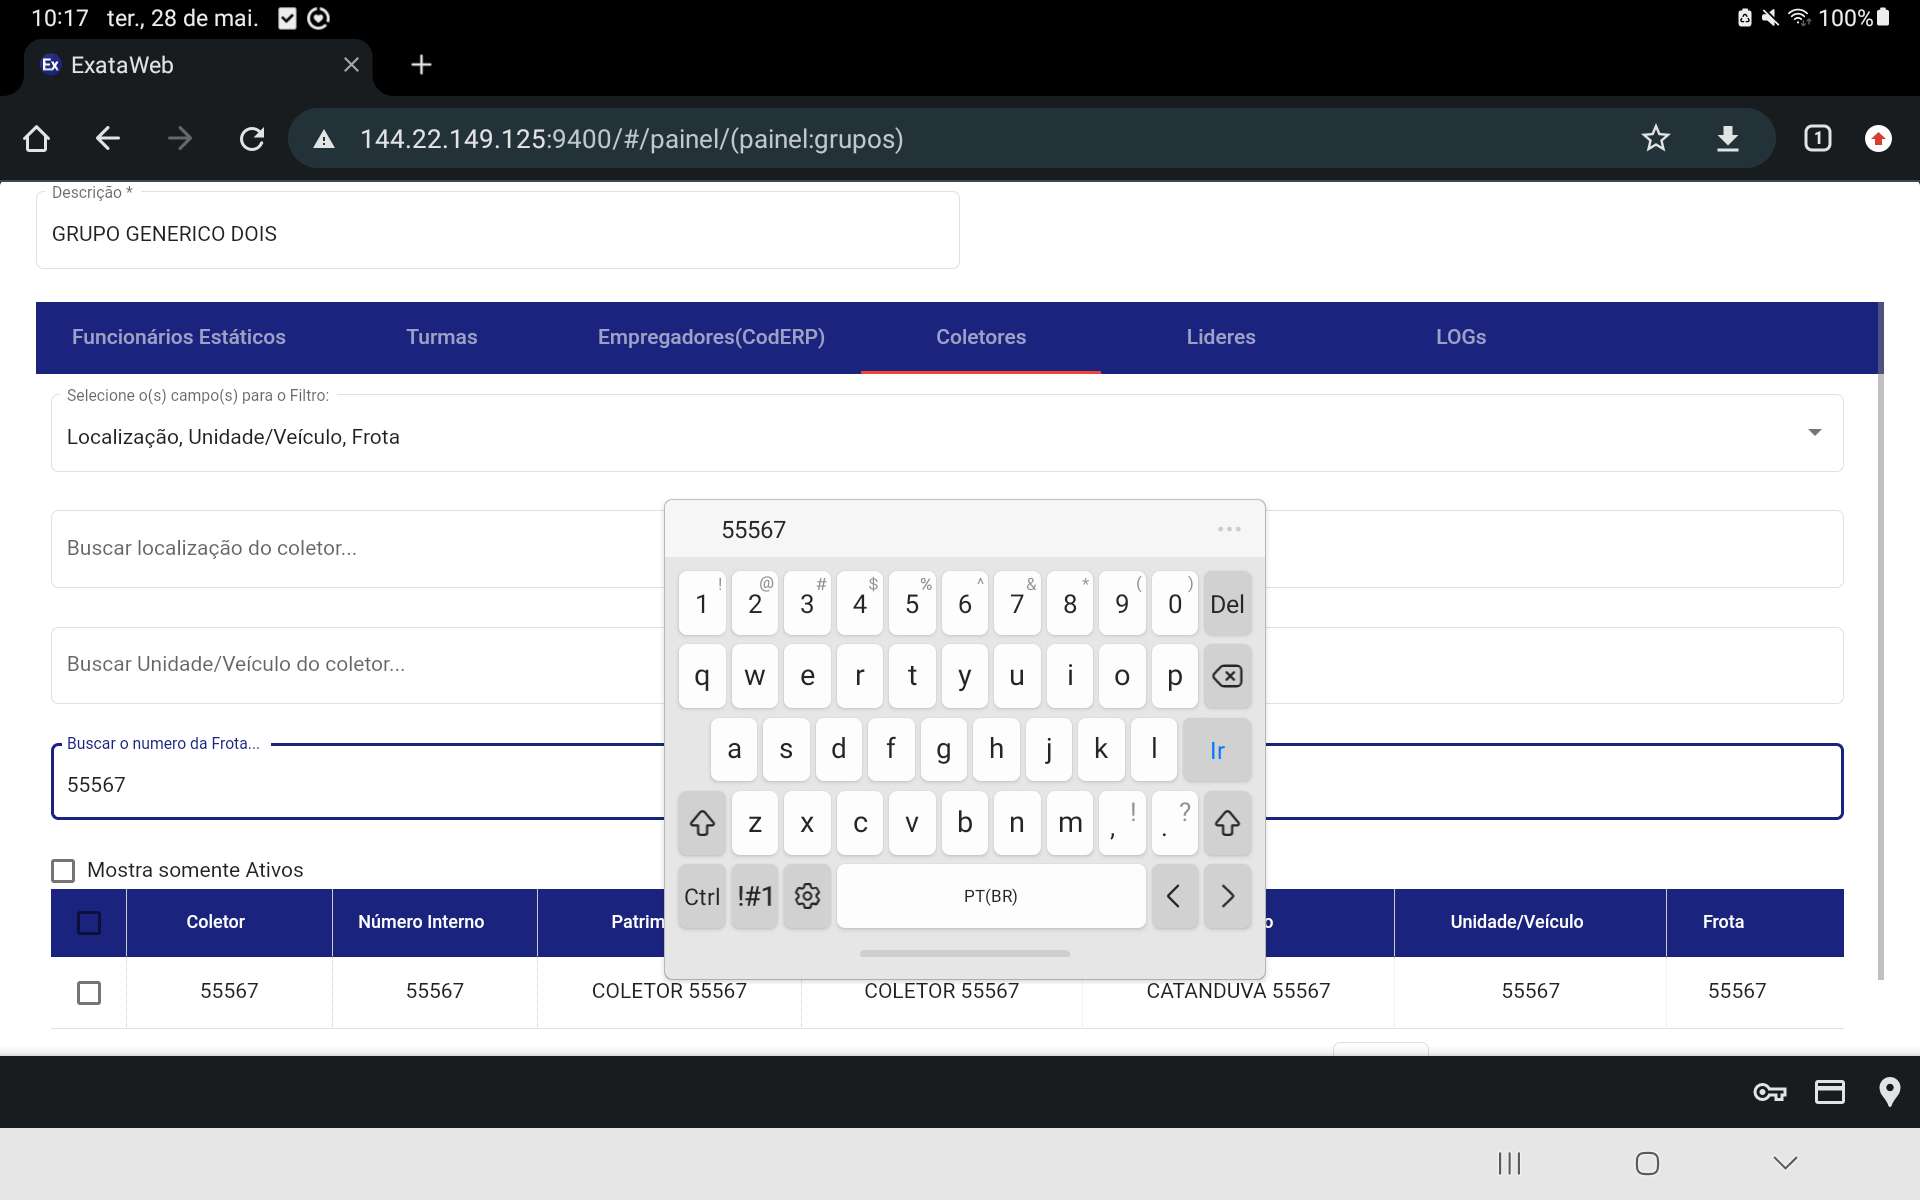 10:17 ter., 28 de mai.
100%
Ex ExataWeb
144.22.149.125:9400/#/painel/(painel:grupos)
1
Descrição *
GRUPO GENERICO DOIS
Funcionários Estáticos Turmas Empregadores(CodERP) Coletores Lideres LOGs
Selecione o(s) campo(s) para o Filtro:
Localização, Unidade/Veículo, Frota
Buscar localização do coletor...
Buscar Unidade/Veículo do coletor...
Buscar o numero da Frota...
55567
55567
! @ # $ % ^ & * ( )
1 2 3 4 5 6 7 8 9 0 Del
q w e r t y u i o p
a s d f g h j k l Ir
z x c v b n m , ! . ?
Ctrl !#1 PT(BR) < >
Mostra somente Ativos
Coletor Número Interno Patrim o Unidade/Veículo Frota
55567 55567 COLETOR 55567 COLETOR 55567 CATANDUVA 55567 55567 55567